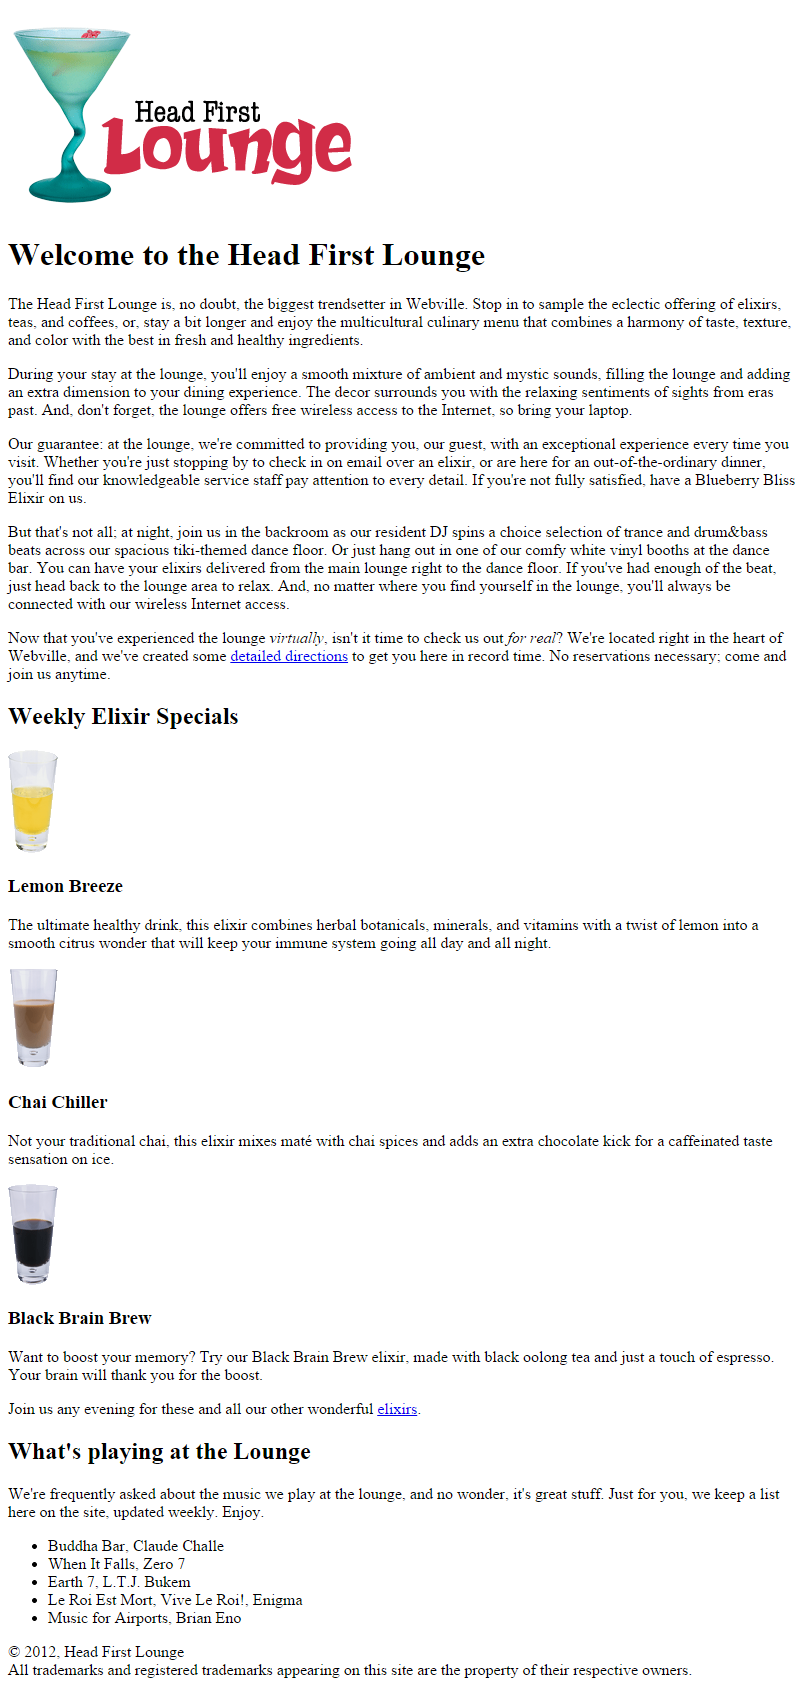 Head First
Lounge
Welcome to the Head First Lounge
The Head First Lounge is, no doubt, the biggest trendsetter in Webville. Stop in to sample the eclectic offering of elixirs,
teas, and coffees, or, stay a bit longer and enjoy the multicultural culinary menu that combines a harmony of taste, texture,
and color with the best in fresh and healthy ingredients.
During your stay at the lounge, you'll enjoy a smooth mixture of ambient and mystic sounds, filling the lounge and adding
an extra dimension to your dining experience. The decor surrounds you with the relaxing sentiments of sights from eras
past. And, don't forget, the lounge offers free wireless access to the Internet, so bring your laptop.
Our guarantee: at the lounge, we're committed to providing you, our guest, with an exceptional experience every time you
visit. Whether you're just stopping by to check in on email over an elixir, or are here for an out-of-the-ordinary dinner,
you'll find our knowledgeable service staff pay attention to every detail. If you're not fully satisfied, have a Blueberry Bliss
Elixir on us.
But that's not all; at night, join us in the backroom as our resident DJ spins a choice selection of trance and drum&bass
beats across our spacious tiki-themed dance floor. Or just hang out in one of our comfy white vinyl booths at the dance
bar. You can have your elixirs delivered from the main lounge right to the dance floor. If you've had enough of the beat,
just head back to the lounge area to relax. And, no matter where you find yourself in the lounge, you'll always be
connected with our wireless Internet access.
Now that you've experienced the lounge virtually, isn't it time to check us out for real? We're located right in the heart of
Webville, and we've created some detailed directions to get you here in record time. No reservations necessary; come and
join us anytime.
Weekly Elixir Specials
Lemon Breeze
The ultimate healthy drink, this elixir combines herbal botanicals, minerals, and vitamins with a twist of lemon into a
smooth citrus wonder that will keep your immune system going all day and all night.
Chai Chiller
Not your traditional chai, this elixir mixes maté with chai spices and adds an extra chocolate kick for a caffeinated taste
sensation on ice.
Black Brain Brew
Want to boost your memory? Try our Black Brain Brew elixir, made with black oolong tea and just a touch of espresso.
Your brain will thank you for the boost.
Join us any evening for these and all our other wonderful elixirs.
What's playing at the Lounge
We're frequently asked about the music we play at the lounge, and no wonder, it's great stuff. Just for you, we keep a list
here on the site, updated weekly. Enjoy.
• Buddha Bar, Claude Challe
• When It Falls, Zero 7
• Earth 7, L.T.J. Bukem
• Le Roi Est Mort, Vive Le Roi!, Enigma
• Music for Airports, Brian Eno
© 2012, Head First Lounge
All trademarks and registered trademarks appearing on this site are the property of their respective owners.